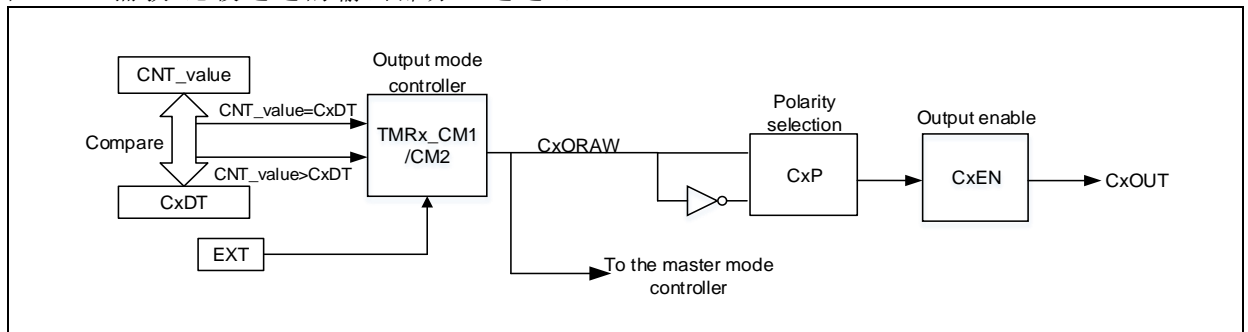 Output mode
controller
CNT_value
CNT_value=CxDT
Compare
CNT_value>CxDT
CxDT
TMRx_CM1
/CM2
EXT
CxORAW
To the master mode
controller
Polarity
selection
CxP
Output enable
CxEN
CxOUT